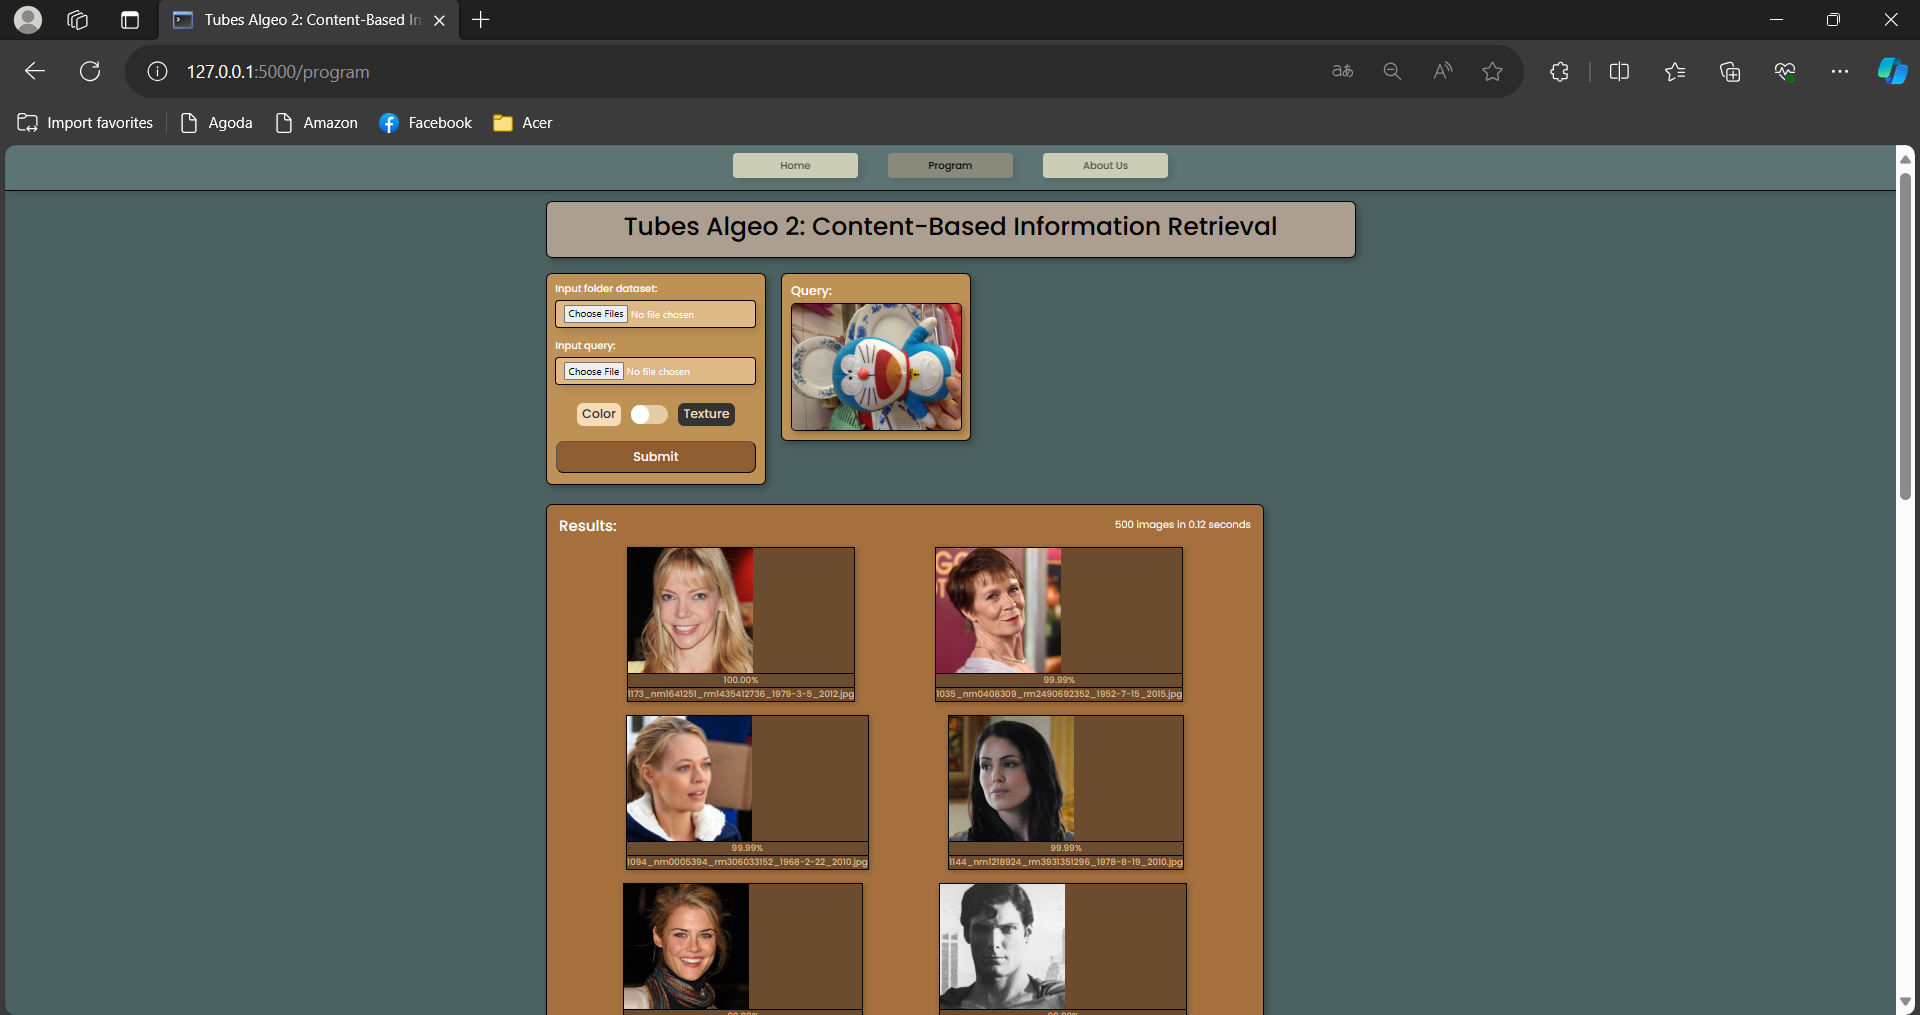 Tubes Algeo 2: Content-Based In
127.0.0.1:5000/program
Import favorites
Agoda
Amazon
Facebook
Acer
Home
Program
About Us
Tubes Algeo 2: Content-Based Information Retrieval
Input folder dataset:
Choose Files No file chosen
Input query:
Choose File No file chosen
Color
Texture
Submit
Query:
Results:
500 images in 0.12 seconds
100.00%
1173_nm1641251_rm1435412736_1979-3-5_2012.jpg
99.99%
1035_nm0408309_rm2490692352_1952-7-15_2015.jpg
99.99%
1094_nm0005394_rm306033152_1968-2-22_2010.jpg
99.99%
1144_nm1218924_rm3931351296_1978-8-19_2010.jpg